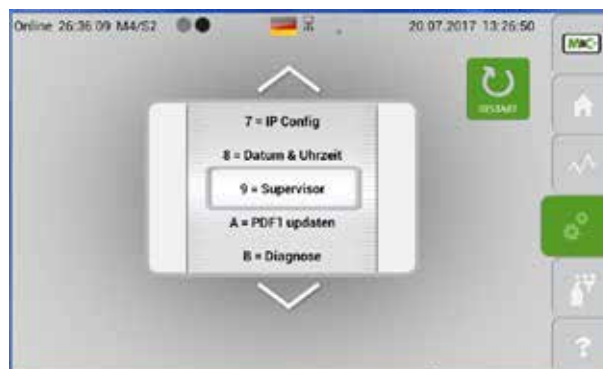 Online 26:36:09 M4/S2 20.07.2017 13:26:50
RESTART
7 = IP Config
8 = Datum & Uhrzeit
9 = Supervisor
A = PDF1 updaten
B = Diagnose
?